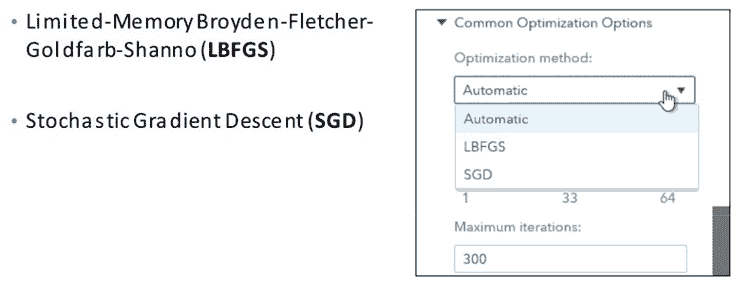 • Limited-Memory Broyden-Fletcher-
Goldfarb-Shanno (LBFGS)
• Stochastic Gradient Descent (SGD)
Common Optimization Options
Optimization method:
Automatic
Automatic
LBFGS
SGD
1 33 64
Maximum iterations:
300